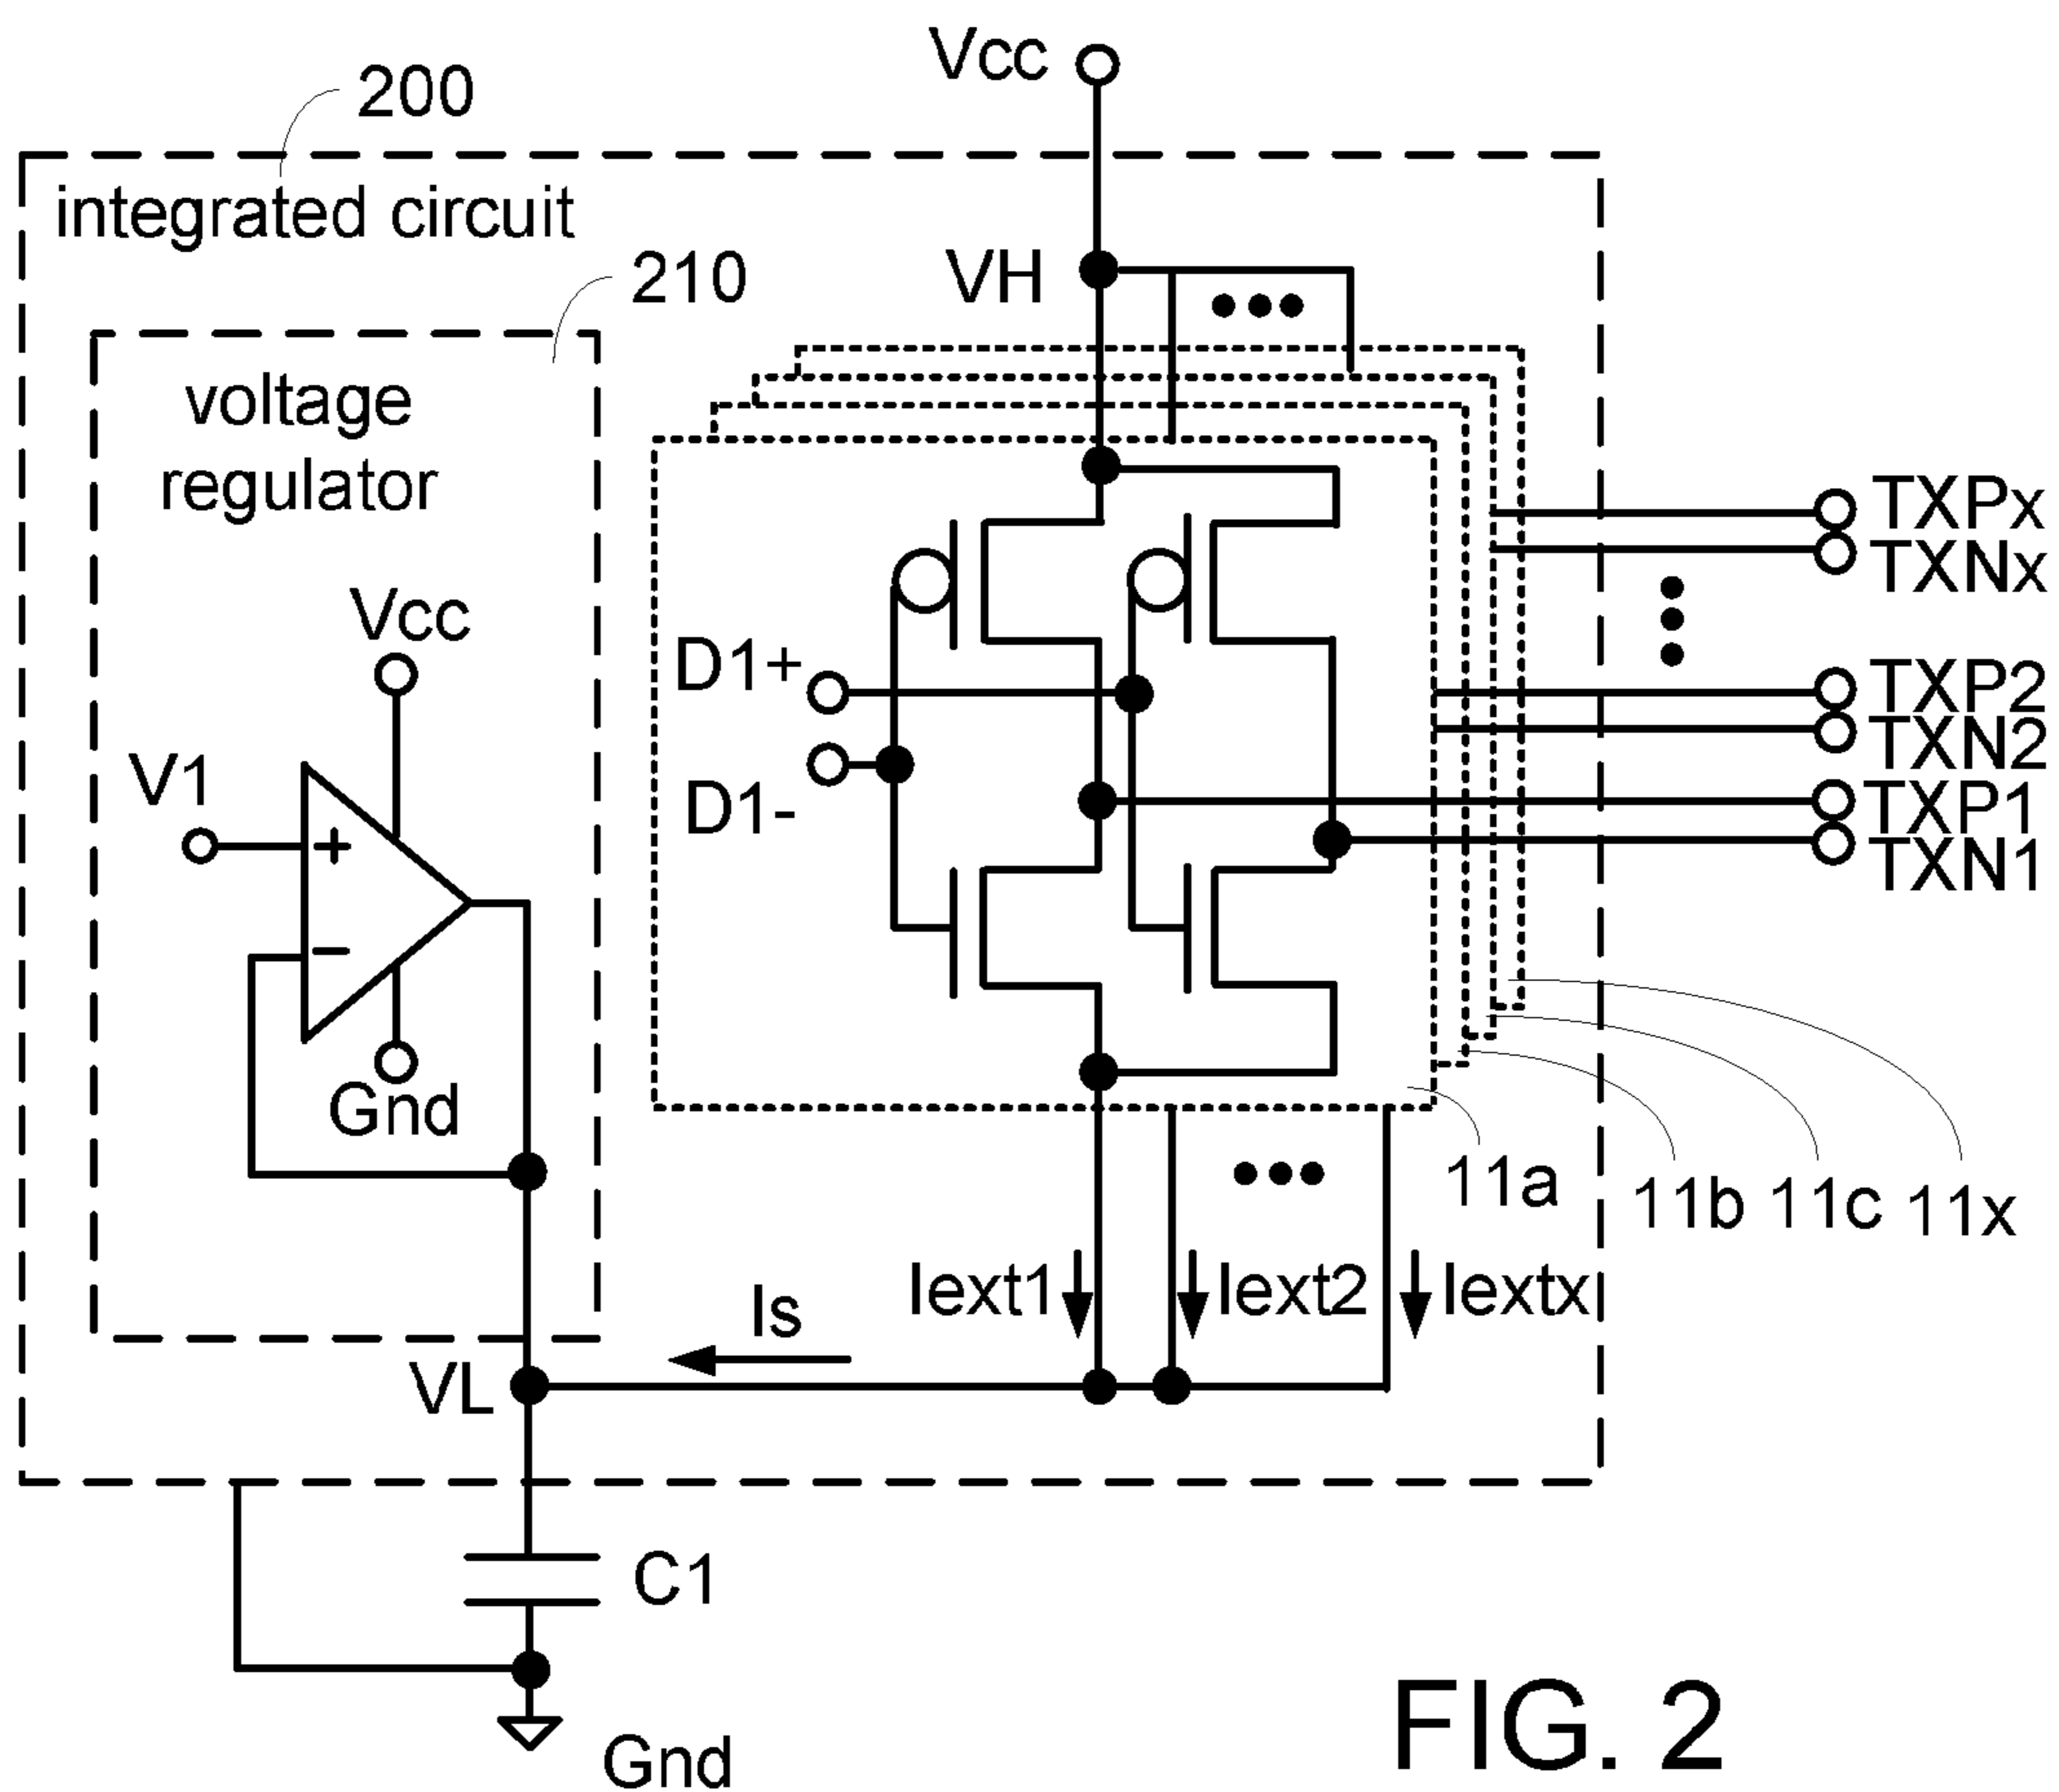 Vcc
200
integrated circuit
VH
210
voltage
regulator
TXPx
TXNx
Vcc
D1+
TXP2
TXN2
V1
D1-
TXP1
TXN1
+
−
Gnd
11a
11b
11c
11x
Iext1
Iext2
Iextx
Is
VL
C1
Gnd
FIG. 2